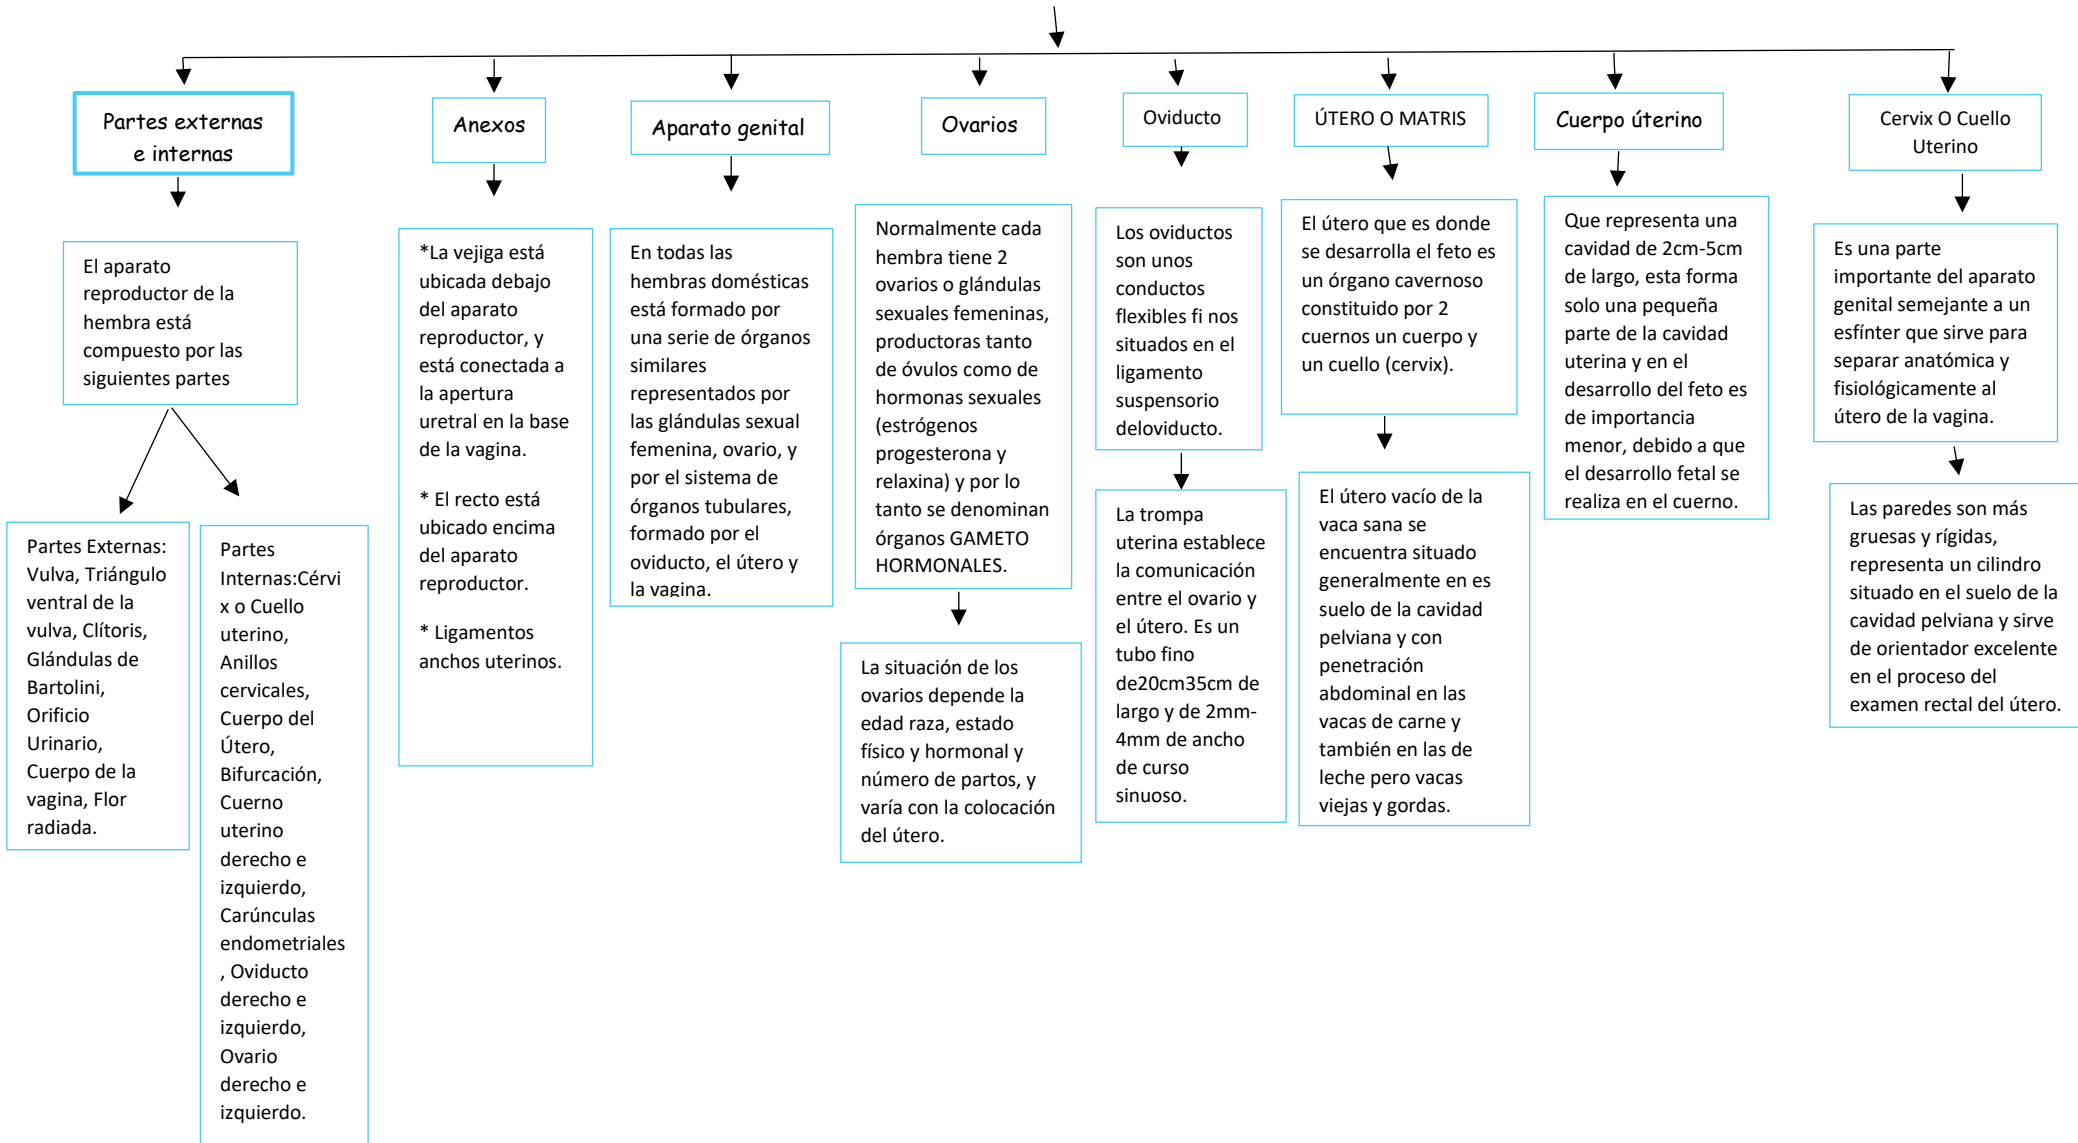 Partes externas
e internas
El aparato
reproductor de la
hembra está
compuesto por las
siguientes partes
Partes Externas:
Vulva, Triángulo
ventral de la
vulva, Clítoris,
Glándulas de
Bartolini,
Orificio
Urinario,
Cuerpo de la
vagina, Flor
radiada.
Partes
Internas:Cérvi
x o Cuello
uterino,
Anillos
cervicales,
Cuerpo del
Útero,
Bifurcación,
Cuerno
uterino
derecho e
izquierdo,
Carúnculas
endometriales
, Oviducto
derecho e
izquierdo,
Ovario
derecho e
izquierdo.
Anexos
*La vejiga está
ubicada debajo
del aparato
reproductor, y
está conectada a
la apertura
uretral en la base
de la vagina.
* El recto está
ubicado encima
del aparato
reproductor.
* Ligamentos
anchos uterinos.
Aparato genital
En todas las
hembras domésticas
está formado por
una serie de órganos
similares
representados por
las glándulas sexual
femenina, ovario, y
por el sistema de
órganos tubulares,
formado por el
oviducto, el útero y
la vagina.
Ovarios
Normalmente cada
hembra tiene 2
ovarios o glándulas
sexuales femeninas,
productoras tanto
de óvulos como de
hormonas sexuales
(estrógenos
progesterona y
relaxina) y por lo
tanto se denominan
órganos GAMETO
HORMONALES.
La situación de los
ovarios depende la
edad raza, estado
físico y hormonal y
número de partos, y
varía con la colocación
del útero.
Oviducto
Los oviductos
son unos
conductos
flexibles fi nos
situados en el
ligamento
suspensorio
deloviducto.
La trompa
uterina establece
la comunicación
entre el ovario y
el útero. Es un
tubo fino
de20cm35cm de
largo y de 2mm-
4mm de ancho
de curso
sinuoso.
ÚTERO O MATRIS
El útero que es donde
se desarrolla el feto es
un órgano cavernoso
constituido por 2
cuernos un cuerpo y
un cuello (cervix).
El útero vacío de la
vaca sana se
encuentra situado
generalmente en es
suelo de la cavidad
pelviana y con
penetración
abdominal en las
vacas de carne y
también en las de
leche pero vacas
viejas y gordas.
Cuerpo úterino
Que representa una
cavidad de 2cm-5cm
de largo, esta forma
solo una pequeña
parte de la cavidad
uterina y en el
desarrollo del feto es
de importancia
menor, debido a que
el desarrollo fetal se
realiza en el cuerno.
Cervix O Cuello
Uterino
Es una parte
importante del aparato
genital semejante a un
esfínter que sirve para
separar anatómica y
fisiológicamente al
útero de la vagina.
Las paredes son más
gruesas y rígidas,
representa un cilindro
situado en el suelo de la
cavidad pelviana y sirve
de orientador excelente
en el proceso del
examen rectal del útero.